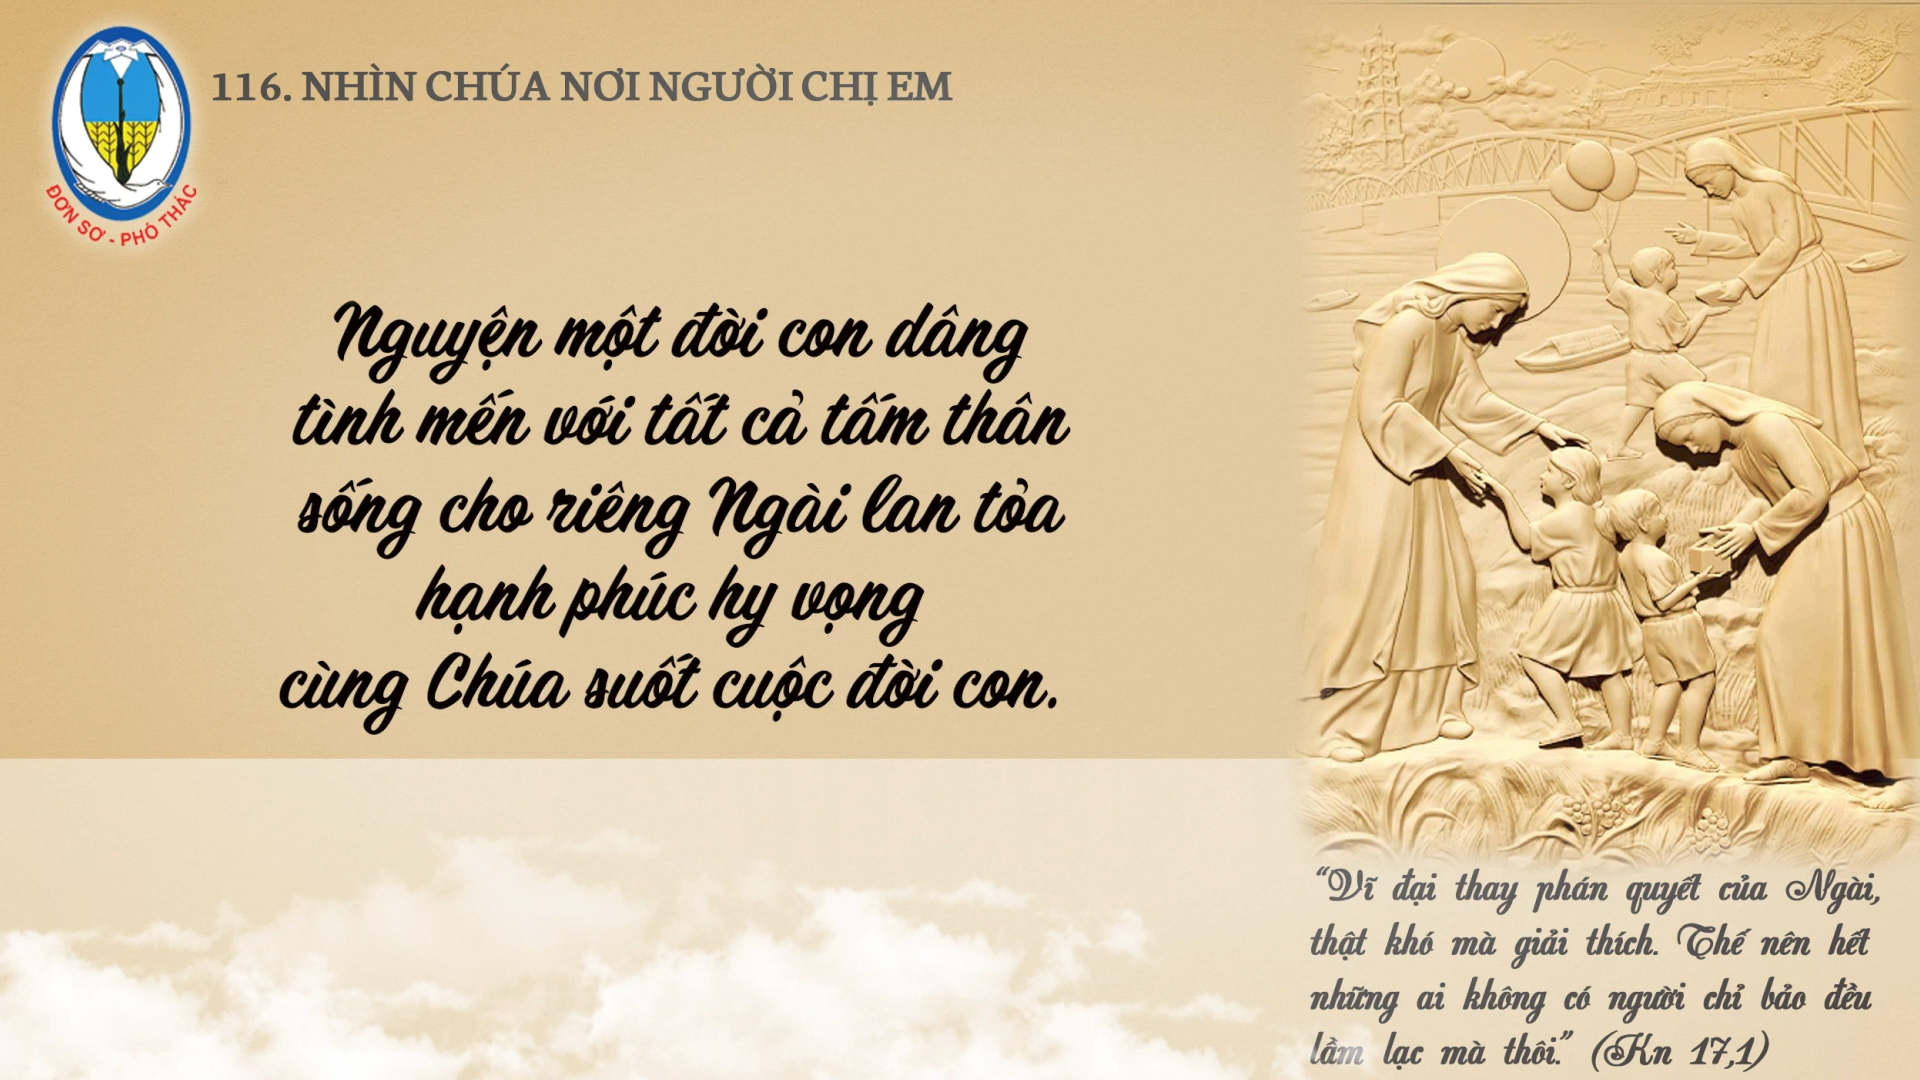 116. NHÌN CHÚA NƠI NGƯỜI CHỊ EM
ĐƠN SƠ - PHÓ THÁC
Nguyện một đời con dâng
tình mến với tất cả tấm thân
sống cho riêng Ngài lan tỏa
hạnh phúc hy vọng
cùng Chúa suốt cuộc đời con.
“Vĩ đại thay phán quyết của Ngài,
thật khó mà giải thích. Thế nên hết
những ai không có người chỉ bảo đều
lầm lạc mà thôi.” (Kn 17,1)